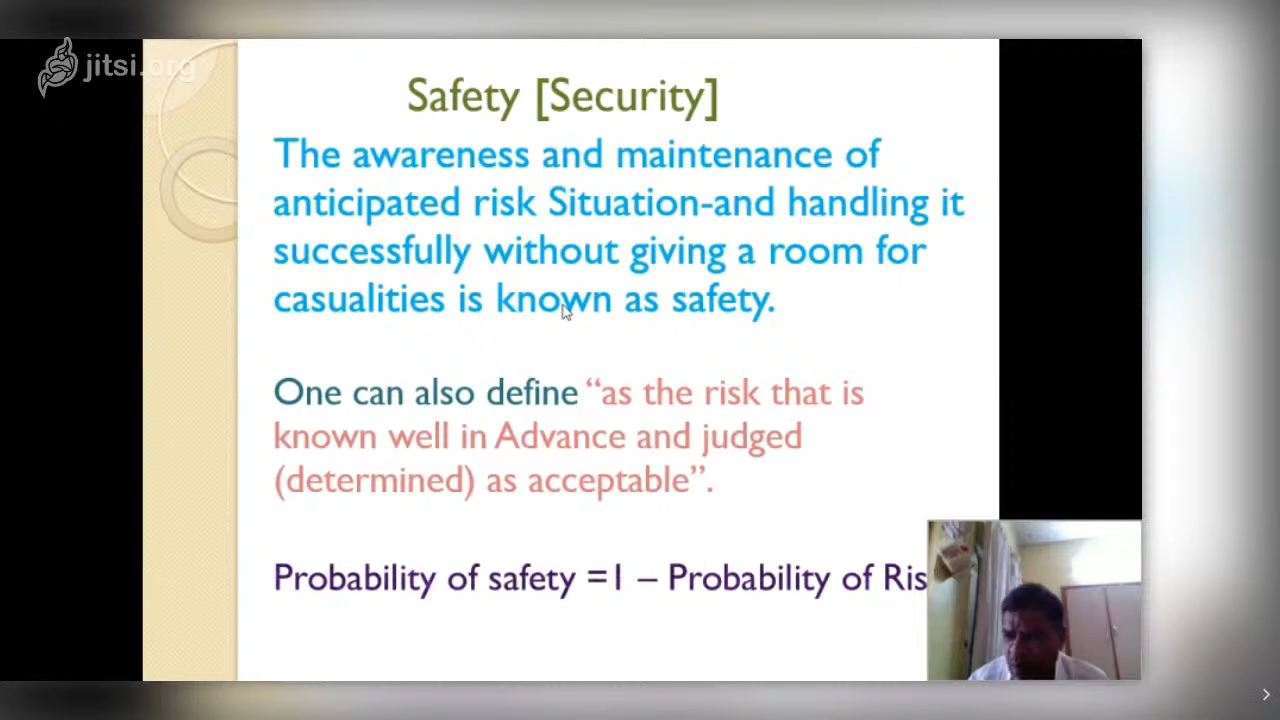 jitsi.org
Safety [Security]
The awareness and maintenance of
anticipated risk Situation-and handling it
successfully without giving a room for
casualities is known as safety.
One can also define “as the risk that is
known well in Advance and judged
(determined) as acceptable”.
Probability of safety =1 – Probability of Ris